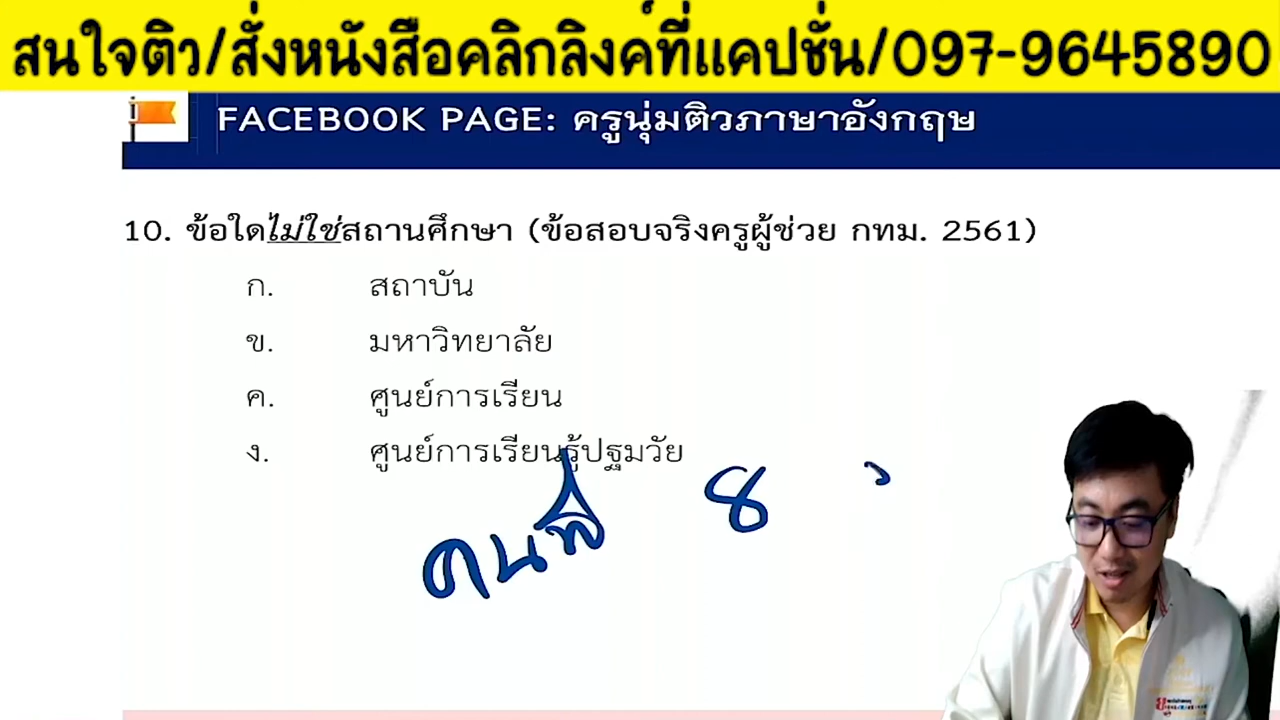 สนใจติว/สั่งหนังสือคลิกลิงค์ที่แคปชั่น/097-9645890
FACEBOOK PAGE: ครูนุ่มติวภาษาอังกฤษ
10. ข้อใดไม่ใช่สถานศึกษา (ข้อสอบจริงครูผู้ช่วย กทม. 2561)
ก. สถาบัน
ข. มหาวิทยาลัย
ค. ศูนย์การเรียน
ง. ศูนย์การเรียนรู้ปฐมวัย
8